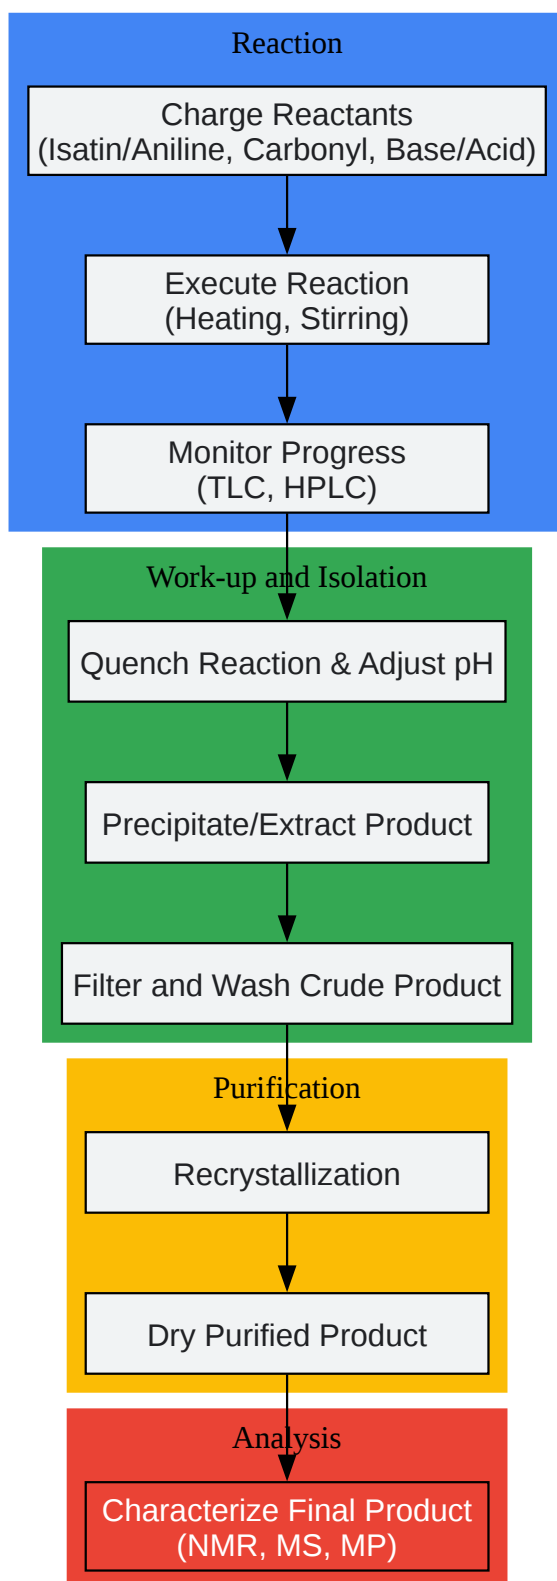 Reaction
Charge Reactants
(Isatin/Aniline, Carbonyl, Base/Acid)
Execute Reaction
(Heating, Stirring)
Monitor Progress
(TLC, HPLC)
Work-up and Isolation
Quench Reaction & Adjust pH
Precipitate/Extract Product
Filter and Wash Crude Product
Purification
Recrystallization
Dry Purified Product
Analysis
Characterize Final Product
(NMR, MS, MP)